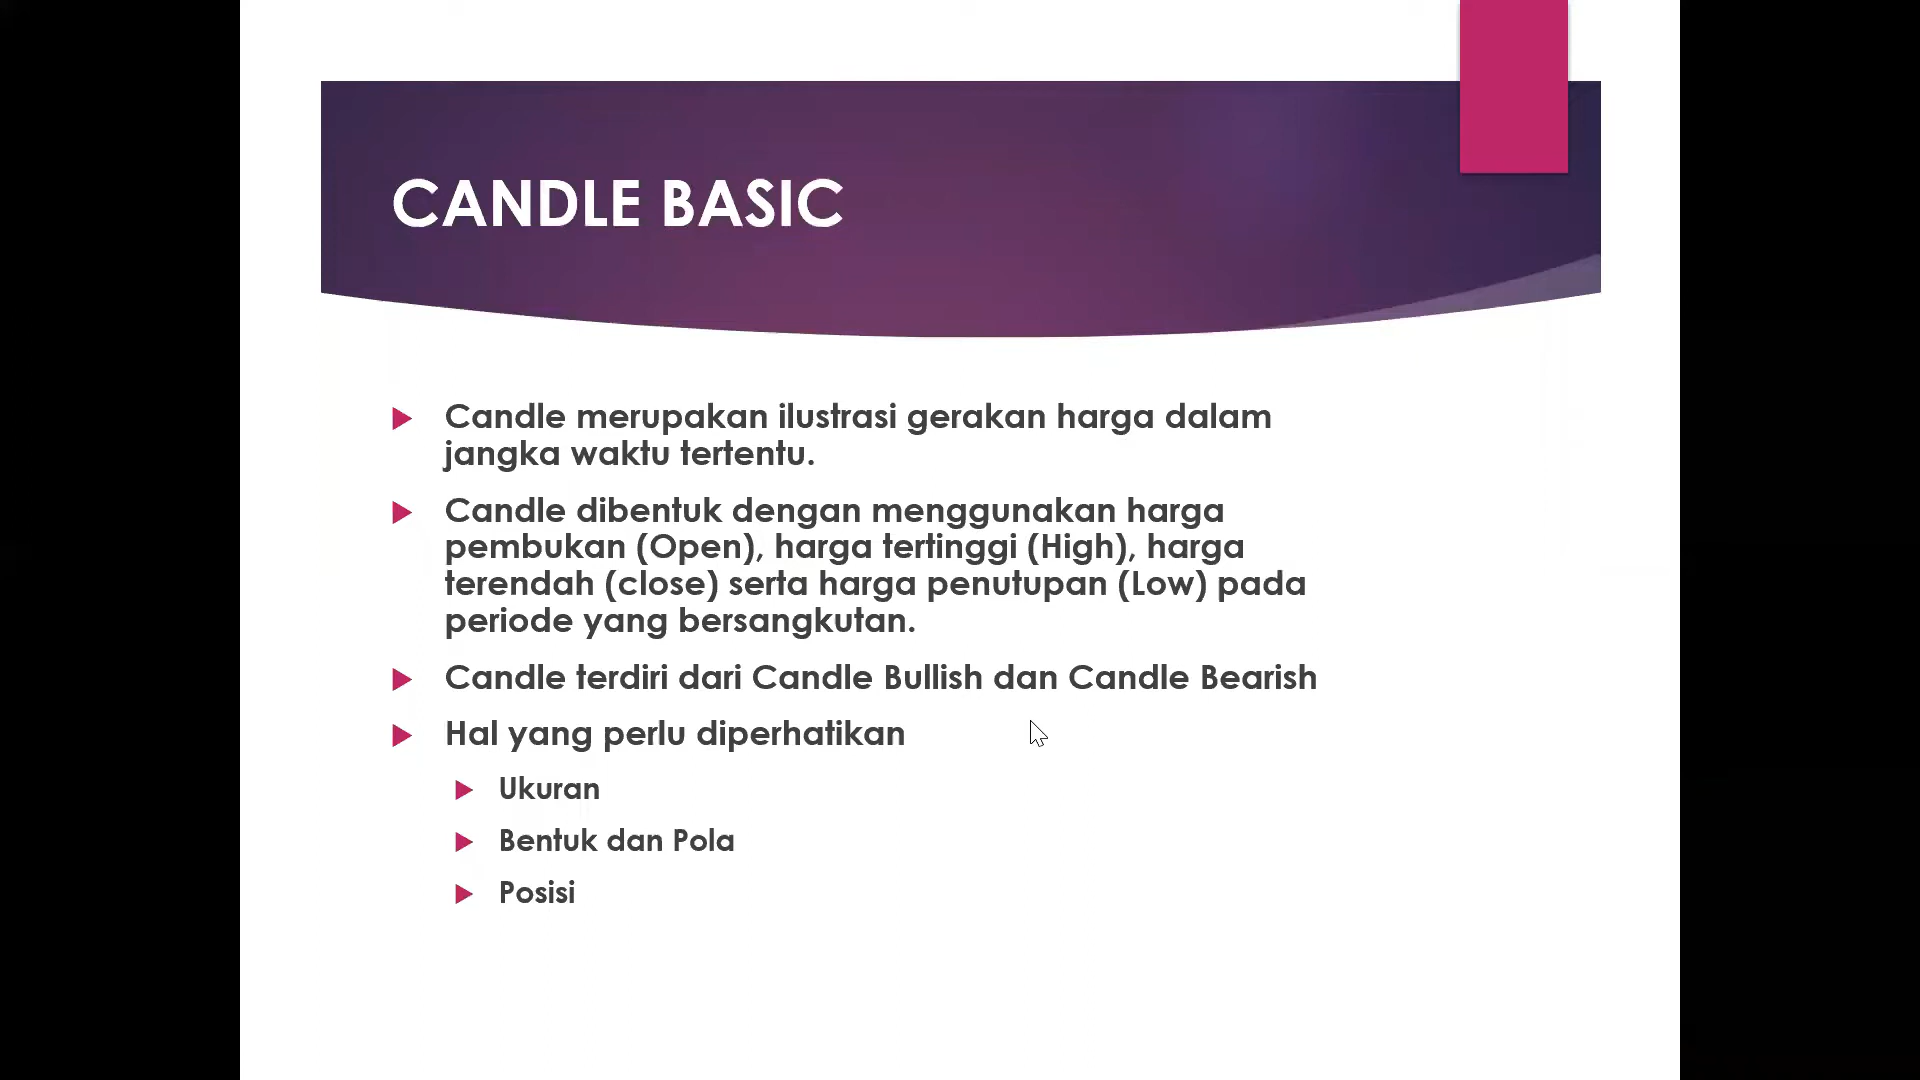 CANDLE BASIC
Candle merupakan ilustrasi gerakan harga dalam
jangka waktu tertentu.
Candle dibentuk dengan menggunakan harga
pembukan (Open), harga tertinggi (High), harga
terendah (close) serta harga penutupan (Low) pada
periode yang bersangkutan.
Candle terdiri dari Candle Bullish dan Candle Bearish
Hal yang perlu diperhatikan
Ukuran
Bentuk dan Pola
Posisi